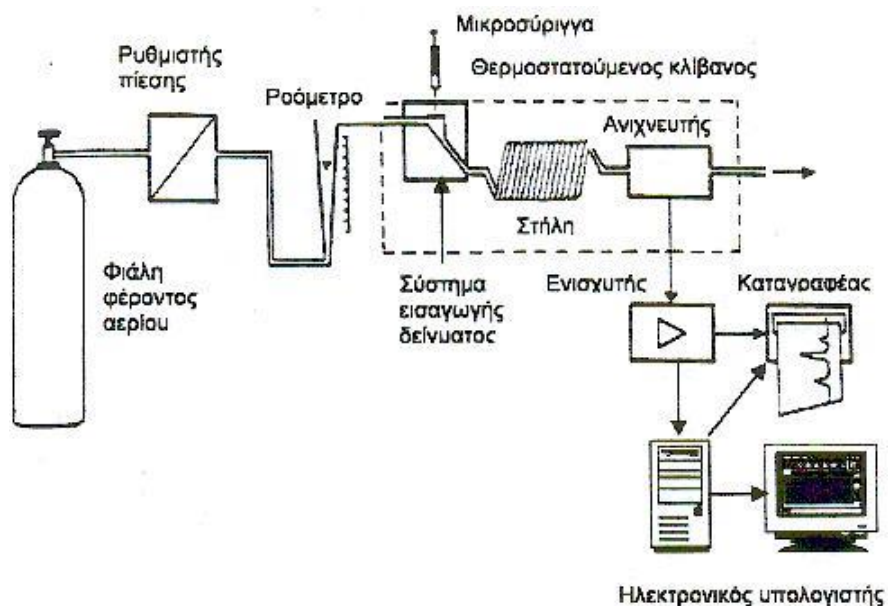 Μικροσύριγγα
Ρυθμιστής
πίεσης
Θερμοστατούμενος κλίβανος
Ροόμετρο
Ανιχνευτής
Στήλη
Φιάλη
φέροντος
αερίου
Σύστημα
εισαγωγής
δείγματος
Ενισχυτής
Καταγραφέας
Ηλεκτρονικός υπολογιστής